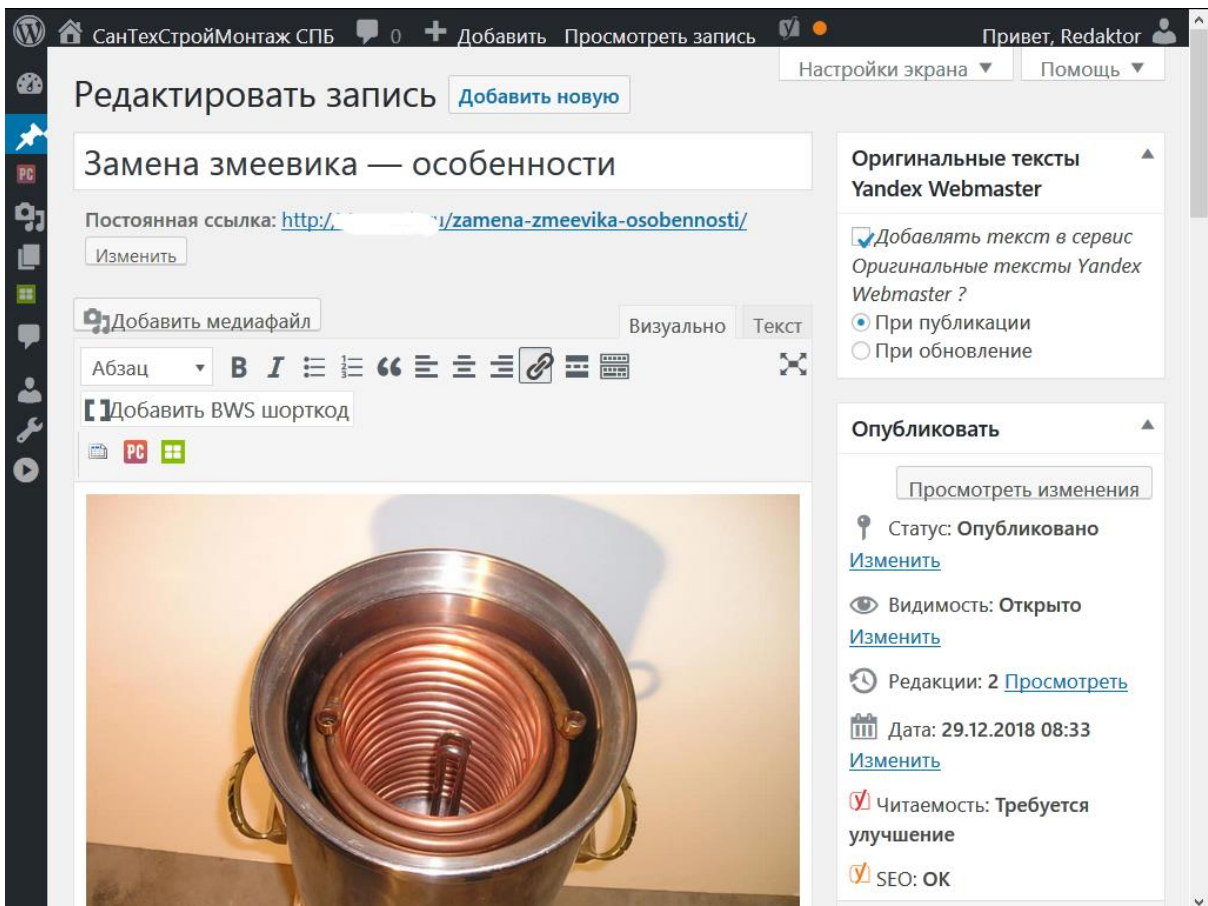 СанТехСтройМонтаж СПБ 0 Добавить Просмотреть запись Привет, Redaktor
Настройки экрана Помощь
Редактировать запись Добавить новую
Замена змеевика — особенности
Постоянная ссылка: http:/ u/zamena-zmeevika-osobennosti/
Изменить
Добавить медиафайл
Визуально Текст
Абзац
Добавить BWS шорткод
PC
PC
Оригинальные тексты
Yandex Webmaster
Добавлять текст в сервис
Оригинальные тексты Yandex
Webmaster ?
При публикации
При обновление
Опубликовать
Просмотреть изменения
Статус: Опубликовано
Изменить
Видимость: Открыто
Изменить
Редакции: 2 Просмотреть
Дата: 29.12.2018 08:33
Изменить
Читаемость: Требуется
улучшение
SEO: OK